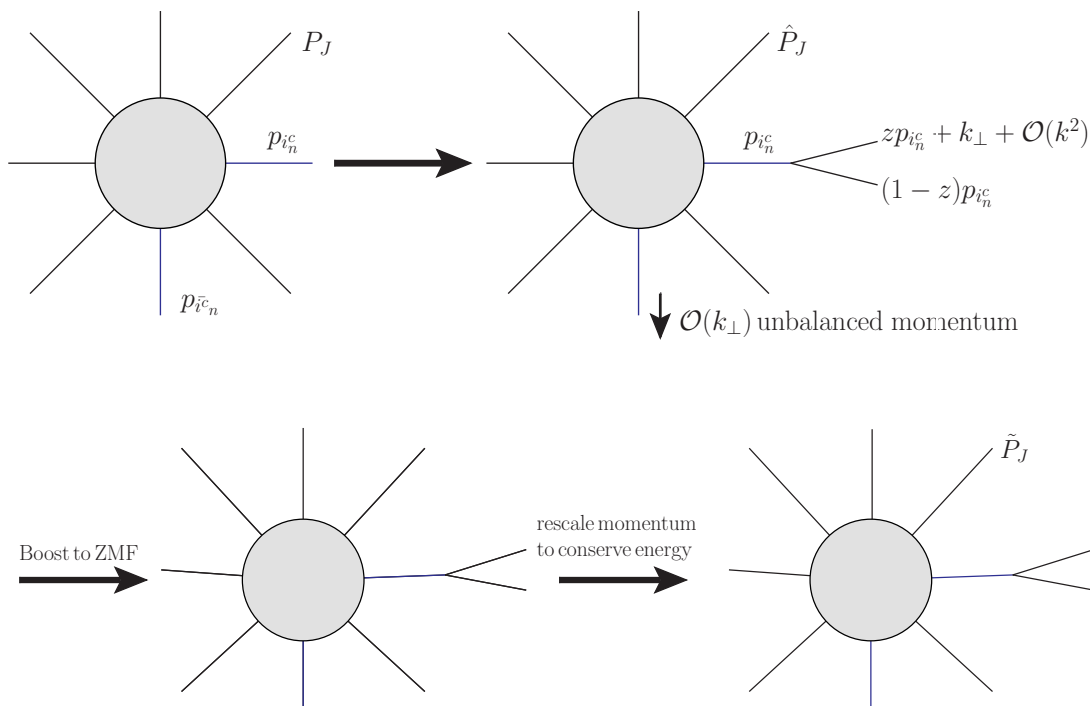 $P_J$
$p_{i_n^c}$
$p_{\bar{i^c}_n}$
$\hat{P}_J$
$p_{i_n^c}$
$zp_{i_n^c} + k_\perp + \mathcal{O}(k^2)$
$(1-z)p_{i_n^c}$
$\mathcal{O}(k_\perp)$ unbalanced momentum
Boost to ZMF
rescale momentum
to conserve energy
$\tilde{P}_J$